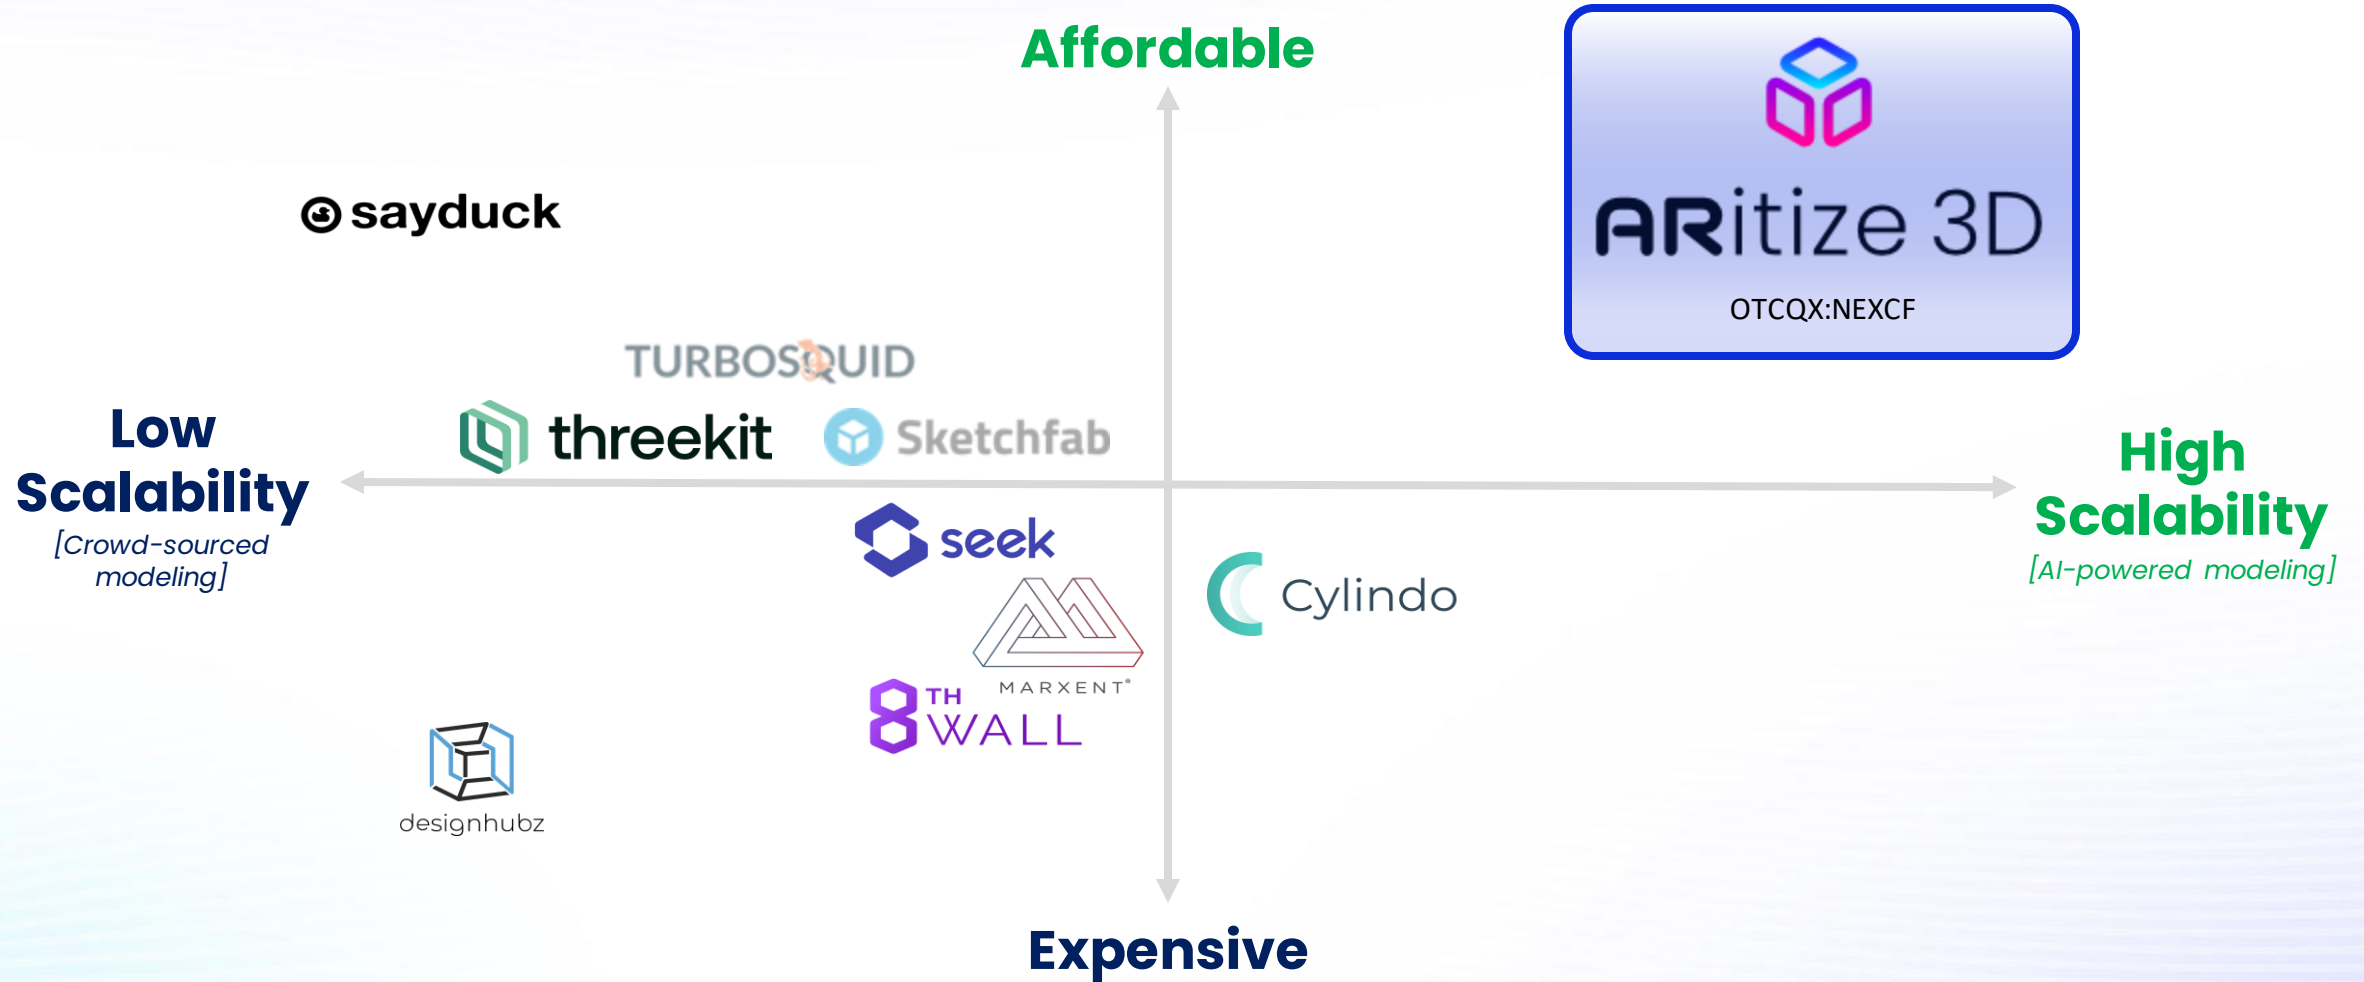 Affordable
ARitize 3D
OTCQX:NEXCF
sayduck
TURBOSQUID
threekit
Sketchfab
Low
Scalability
[Crowd-sourced
modeling]
High
Scalability
[AI-powered modeling]
seek
Cylindo
MARXENT®
8TH
WALL
designhubz
Expensive